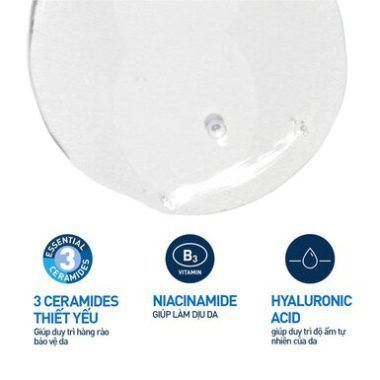 ESSENTIAL
3
CERAMIDES
3 CERAMIDES
THIẾT YẾU
Giúp duy trì hàng rào
bảo vệ da
B3
VITAMIN
NIACINAMIDE
GIÚP LÀM DỊU DA
HYALURONIC
ACID
giúp duy trì độ ẩm tự
nhiên của da